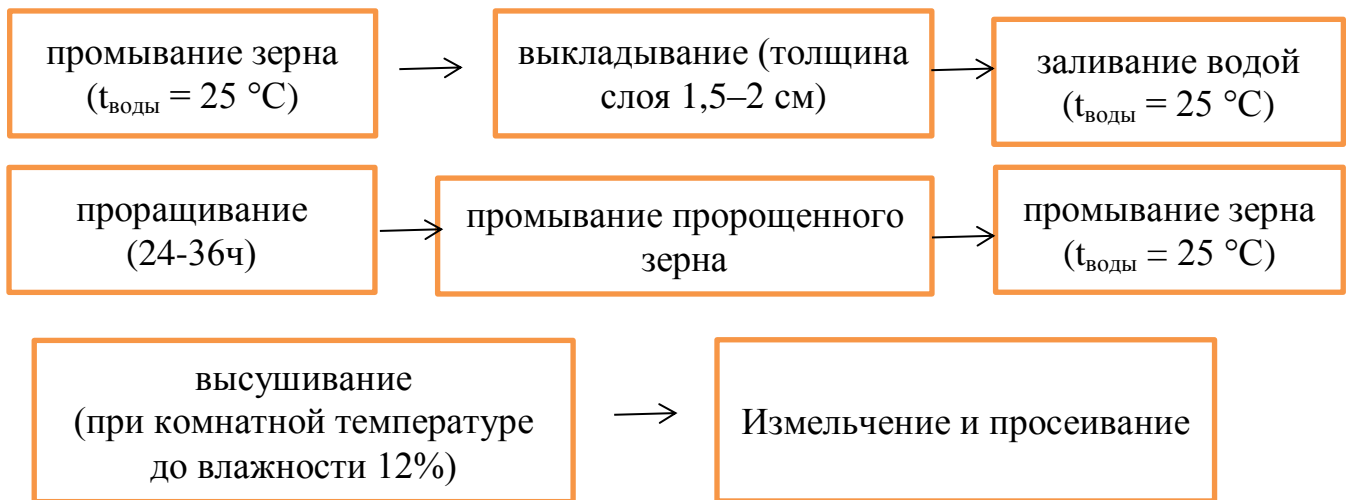 промывание зерна
(tводы = 25 °C)
выкладывание (толщина
слоя 1,5–2 см)
заливание водой
(tводы = 25 °C)
проращивание
(24-36ч)
промывание пророщенного
зерна
промывание зерна
(tводы = 25 °C)
высушивание
(при комнатной температуре
до влажности 12%)
Измельчение и просеивание